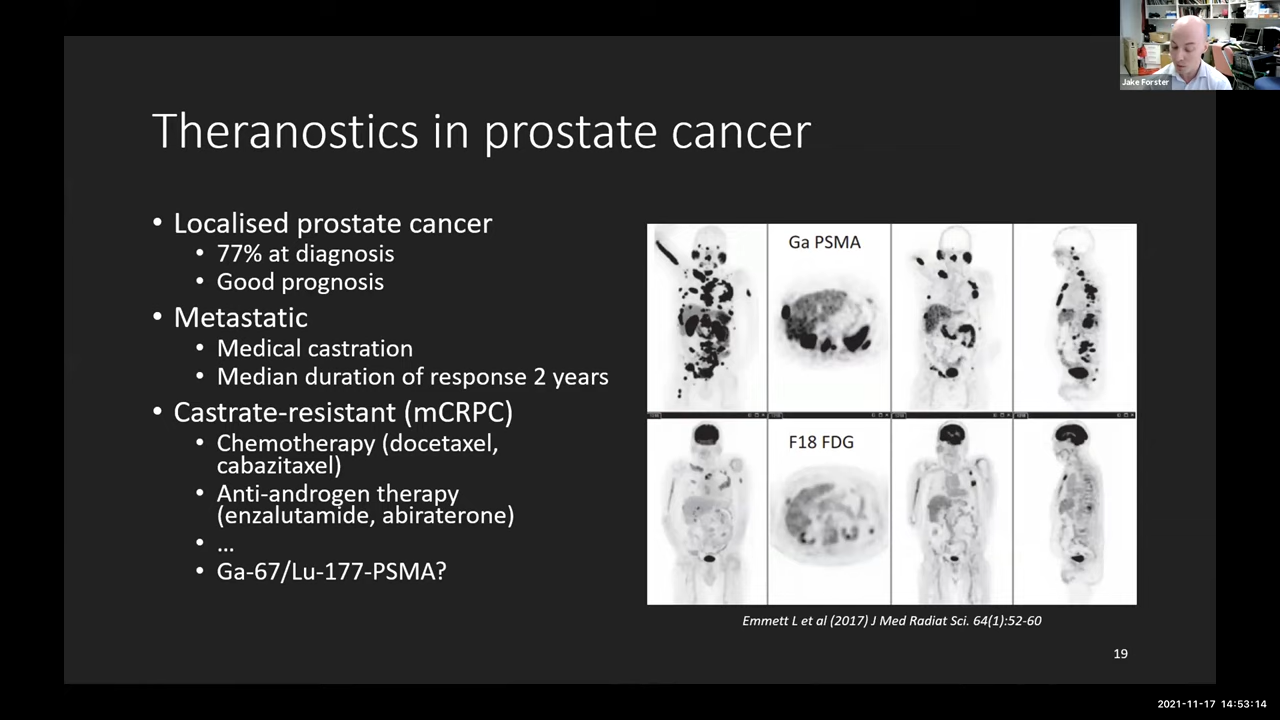 Jake Forster
Theranostics in prostate cancer
• Localised prostate cancer
• 77% at diagnosis
• Good prognosis
• Metastatic
• Medical castration
• Median duration of response 2 years
• Castrate-resistant (mCRPC)
• Chemotherapy (docetaxel,
cabazitaxel)
• Anti-androgen therapy
(enzalutamide, abiraterone)
• ...
• Ga-67/Lu-177-PSMA?
Ga PSMA
F18 FDG
Emmett L et al (2017) J Med Radiat Sci. 64(1):52-60
19
2021-11-17 14:53:14